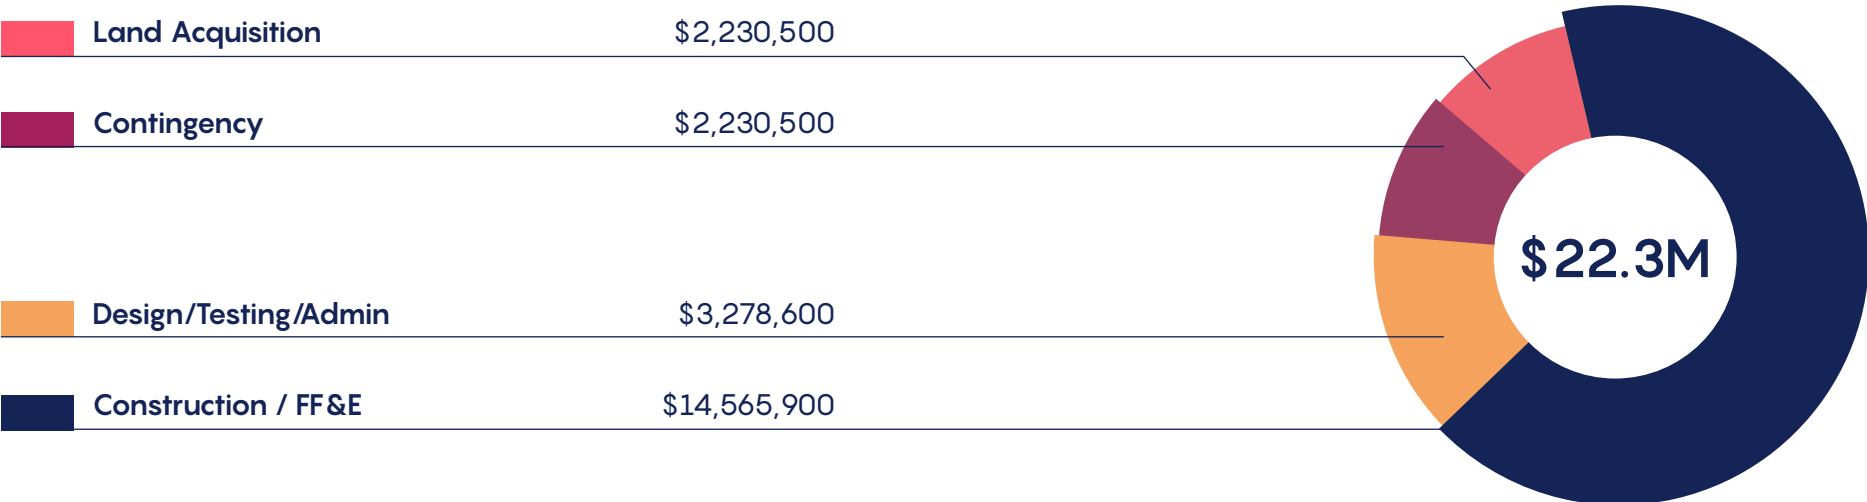 Land Acquisition $2,230,500
Contingency $2,230,500
$22.3M
Design/Testing/Admin $3,278,600
Construction / FF&E $14,565,900